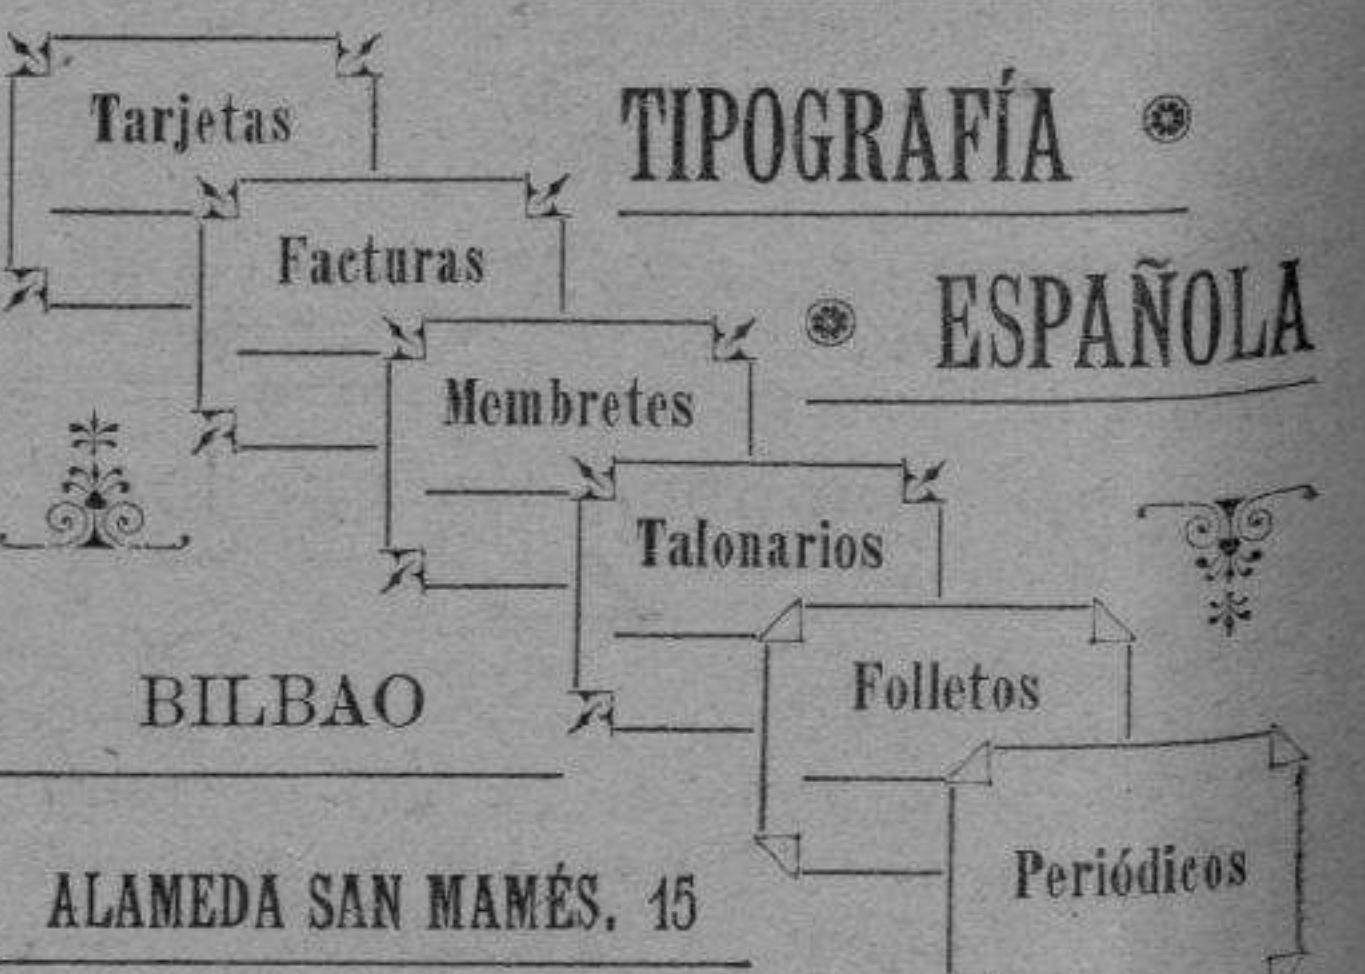 Tarjetas
TIPOGRAFÍA
Facturas
ESPAÑOLA
Membretes
Talonarios
Folletos
BILBAO
Periódicos
ALAMEDA SAN MAMÉS, 15